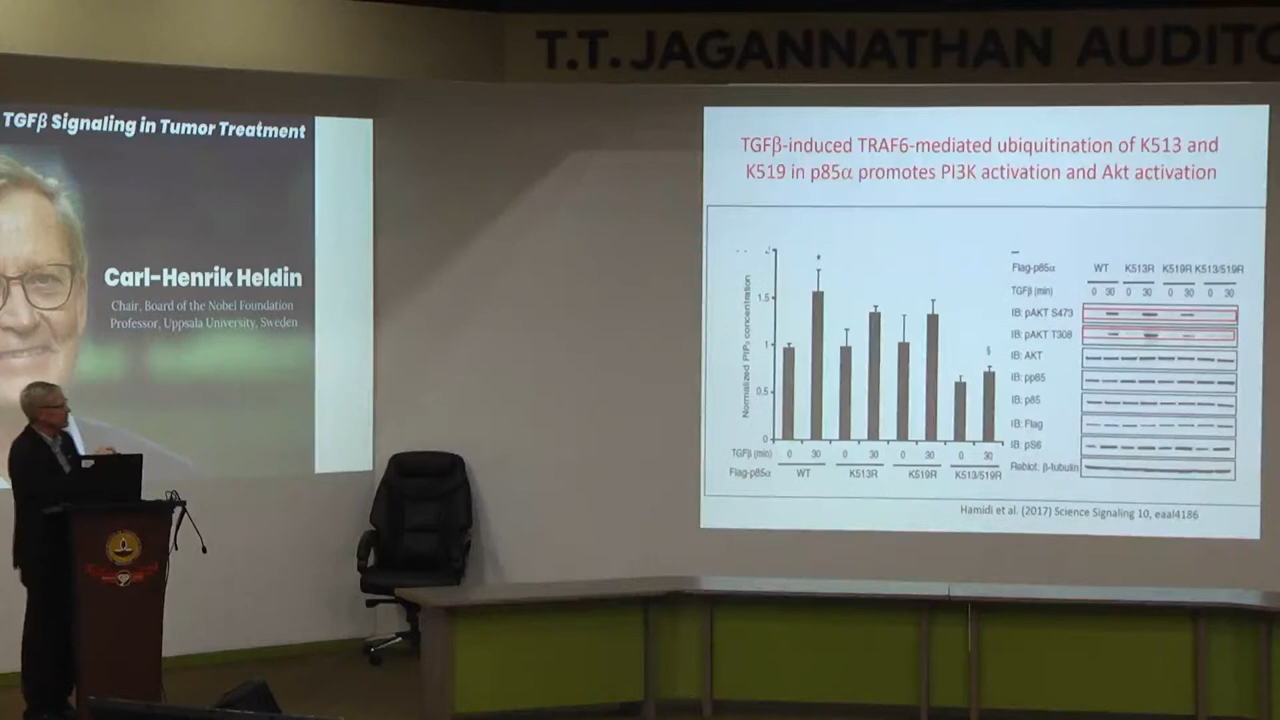 T.T. JAGANNATHAN AUDITO
TGFβ Signaling in Tumor Treatment
Carl-Henrik Heldin
Chair, Board of the Nobel Foundation
Professor, Uppsala University, Sweden
TGFβ-induced TRAF6-mediated ubiquitination of K513 and
K519 in p85α promotes PI3K activation and Akt activation
Normalized PIP₃ concentration
1.5
1
0.5
0
*
§
TGFβ (min) 0 30 0 30 0 30 0 30
Flag-p85α WT K513R K519R K513/519R
Flag-p85α WT K513R K519R K513/519R
TGFβ (min) 0 30 0 30 0 30 0 30
IB: pAKT S473
IB: pAKT T308
IB: AKT
IB: pp85
IB: p85
IB: Flag
IB: pS6
Reblot: β-tubulin
Hamidi et al. (2017) Science Signaling 10, eaal4186